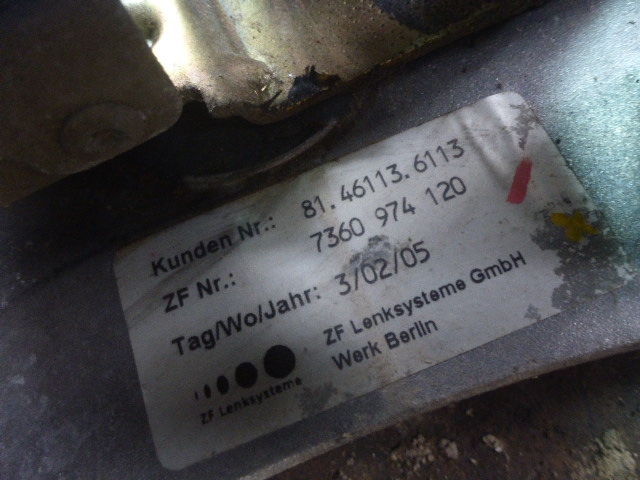 Kunden Nr.: 81.46113.6113
ZF Nr.: 7360 974 120
Tag/Wo/Jahr: 3/02/05
ZF Lenksysteme GmbH
Werk Berlin
ZF Lenksysteme